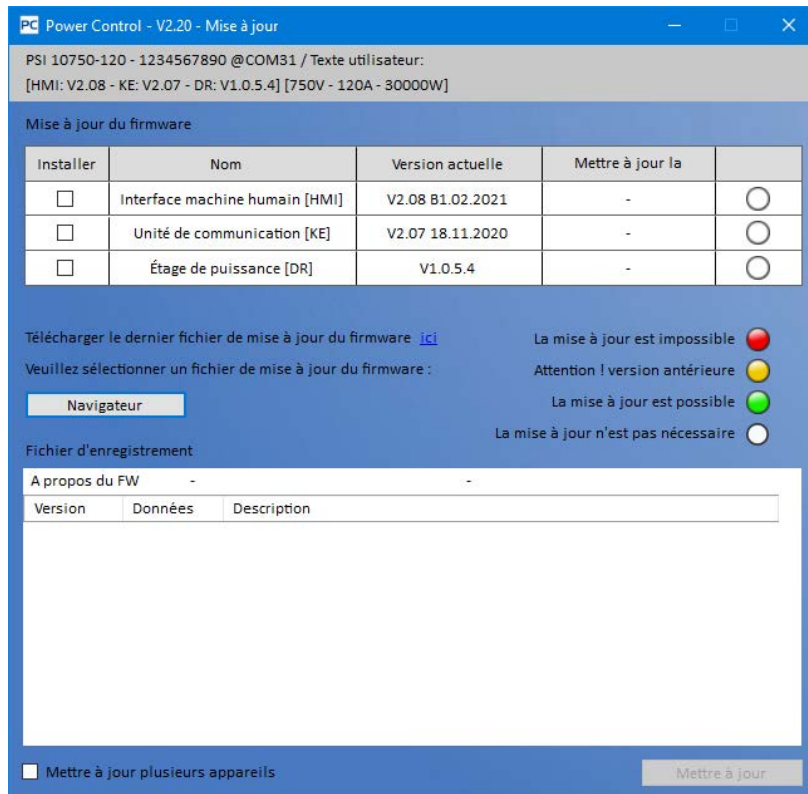 PC Power Control - V2.20 - Mise à jour
PSI 10750-120 - 1234567890 @COM31 / Texte utilisateur:
[HMI: V2.08 - KE: V2.07 - DR: V1.0.5.4] [750V - 120A - 30000W]
Mise à jour du firmware
Installer Nom Version actuelle Mettre à jour la
Interface machine humain [HMI] V2.08 B1.02.2021 -
Unité de communication [KE] V2.07 18.11.2020 -
Étage de puissance [DR] V1.0.5.4 -
Télécharger le dernier fichier de mise à jour du firmware ici
La mise à jour est impossible
Veuillez sélectionner un fichier de mise à jour du firmware :
Attention ! version antérieure
Navigateur
La mise à jour est possible
La mise à jour n'est pas nécessaire
Fichier d'enregistrement
A propos du FW - -
Version Données Description
Mettre à jour plusieurs appareils
Mettre à jour